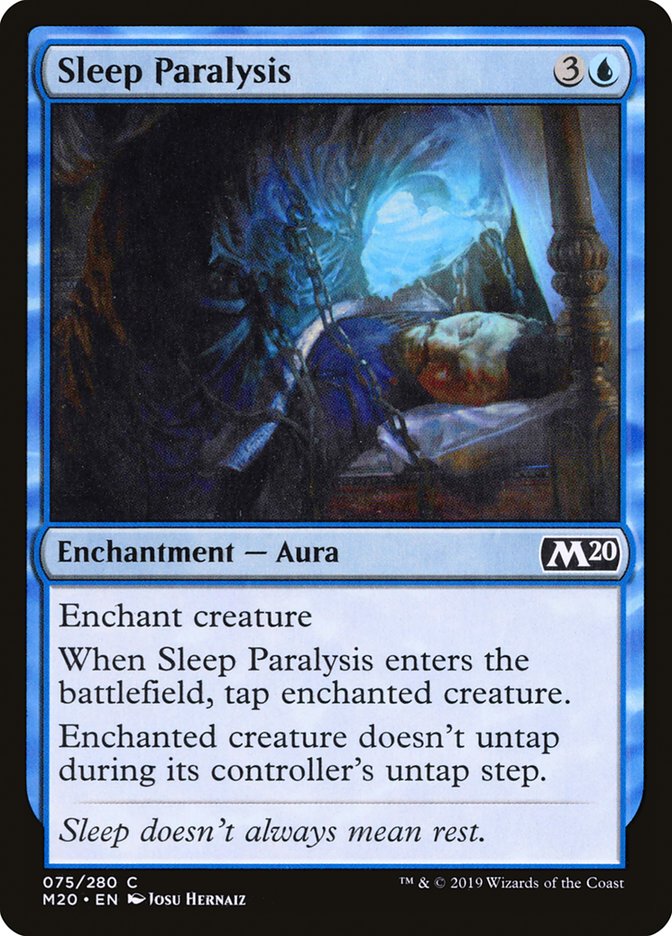 Sleep Paralysis
3
Enchantment — Aura
M20
Enchant creature
When Sleep Paralysis enters the
battlefield, tap enchanted creature.
Enchanted creature doesn't untap
during its controller's untap step.
Sleep doesn't always mean rest.
075/280 C
™ & © 2019 Wizards of the Coast
M20 • EN Josu Hernaiz